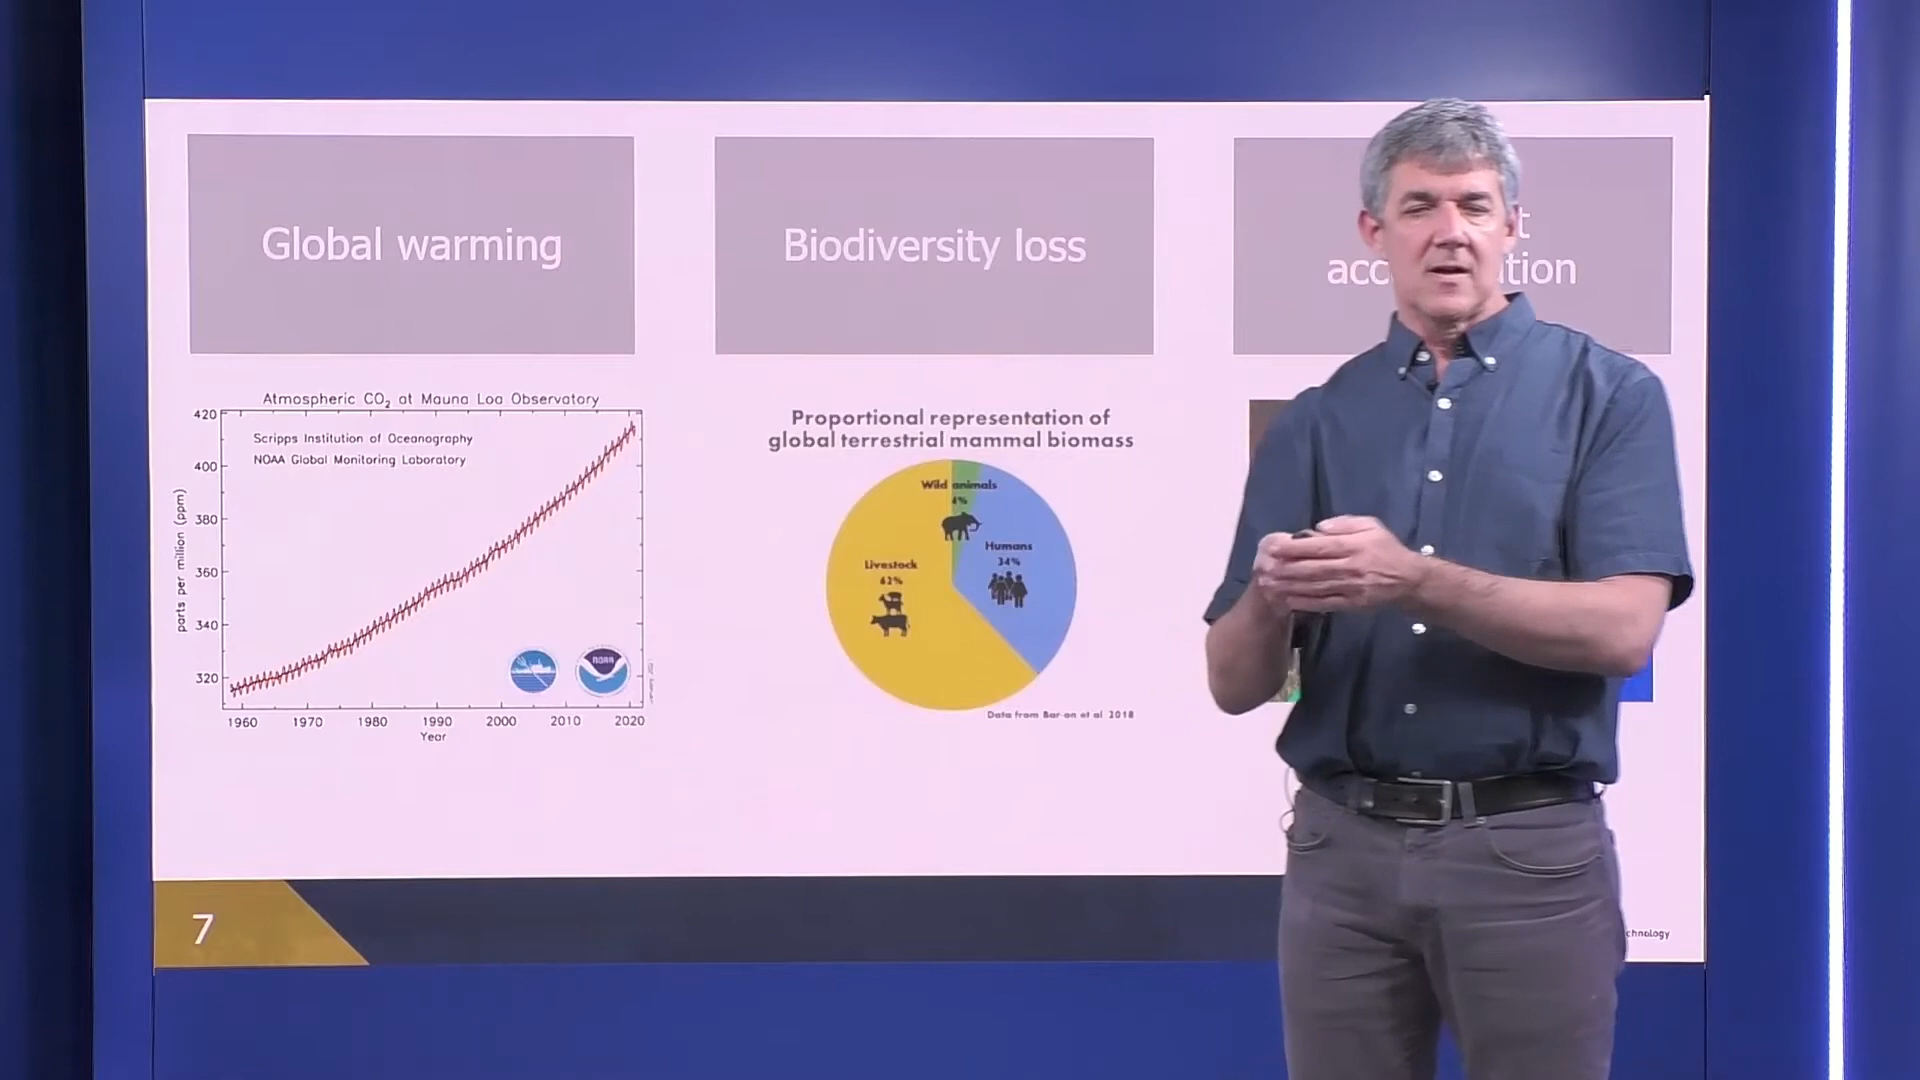 Global warming
Biodiversity loss
Atmospheric CO₂ at Mauna Loa Observatory
Scripps Institution of Oceanography
NOAA Global Monitoring Laboratory
parts per million (ppm)
420
400
380
360
340
320
1960 1970 1980 1990 2000 2010 2020
Year
NOAA
Proportional representation of
global terrestrial mammal biomass
Wild animals
4%
Humans
34%
Livestock
62%
Data from Bar-on et al 2018
7